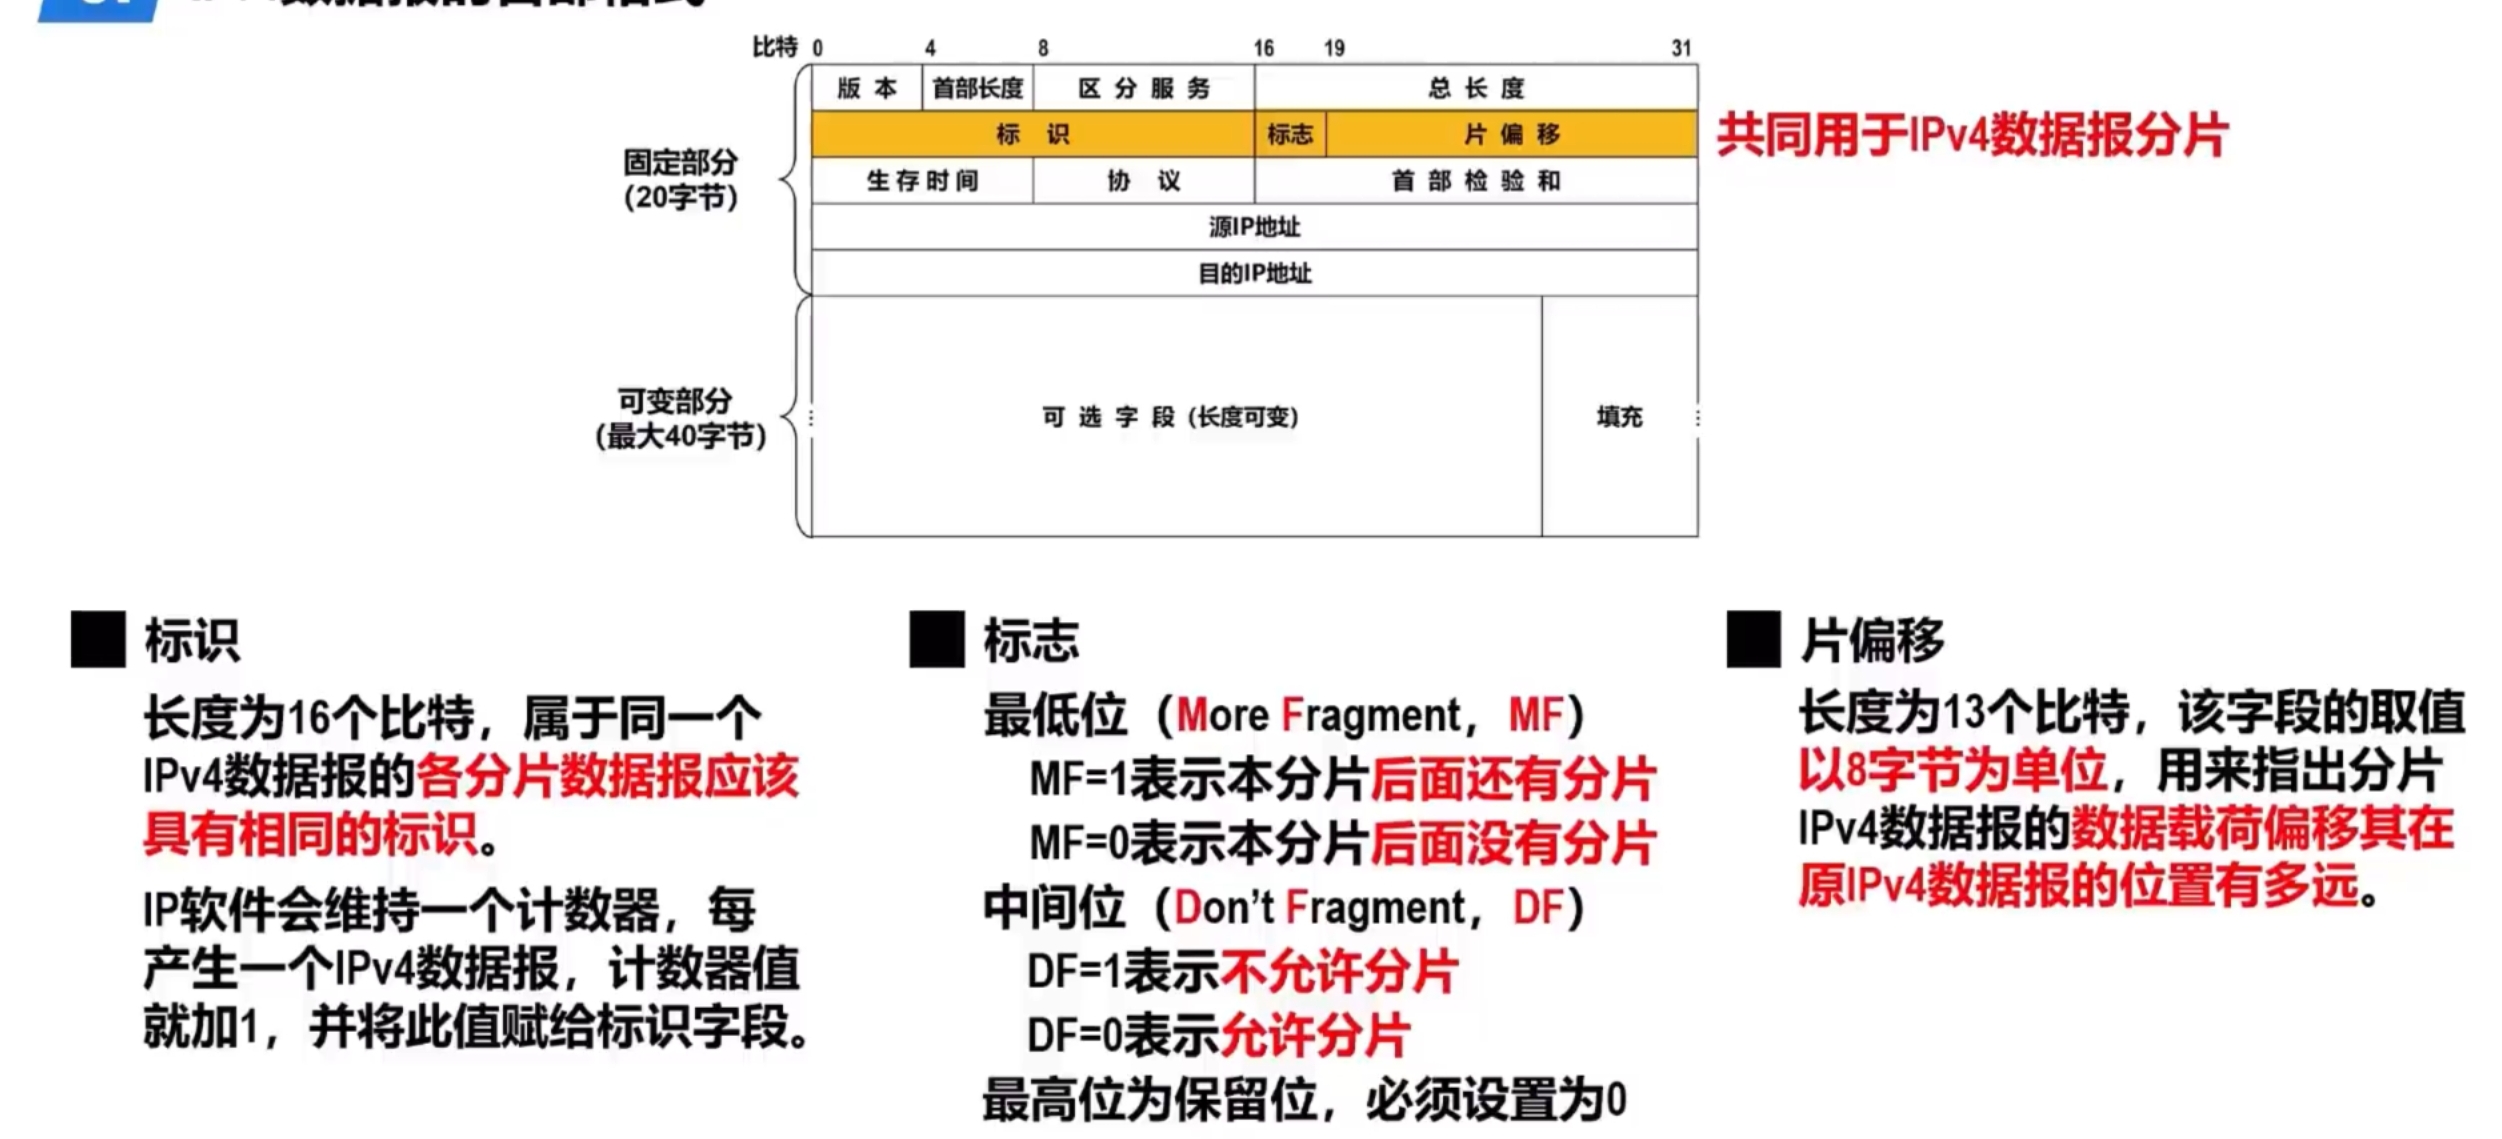 IPv4数据报的首部格式
比特 0 4 8 16 19 31
版 本 首部长度 区 分 服 务 总 长 度
标 识 标志 片 偏 移
共同用于IPv4数据报分片
固定部分
(20字节)
生 存 时 间 协 议 首 部 检 验 和
源IP地址
目的IP地址
可变部分
(最大40字节)
可 选 字 段 (长度可变) 填充
标识
长度为16个比特，属于同一个
IPv4数据报的各分片数据报应该
具有相同的标识。
IP软件会维持一个计数器，每
产生一个IPv4数据报，计数器值
就加1，并将此值赋给标识字段。
标志
最低位（More Fragment，MF）
MF=1表示本分片后面还有分片
MF=0表示本分片后面没有分片
中间位（Don't Fragment，DF）
DF=1表示不允许分片
DF=0表示允许分片
最高位为保留位，必须设置为0
片偏移
长度为13个比特，该字段的取值
以8字节为单位，用来指出分片
IPv4数据报的数据载荷偏移其在
原IPv4数据报的位置有多远。